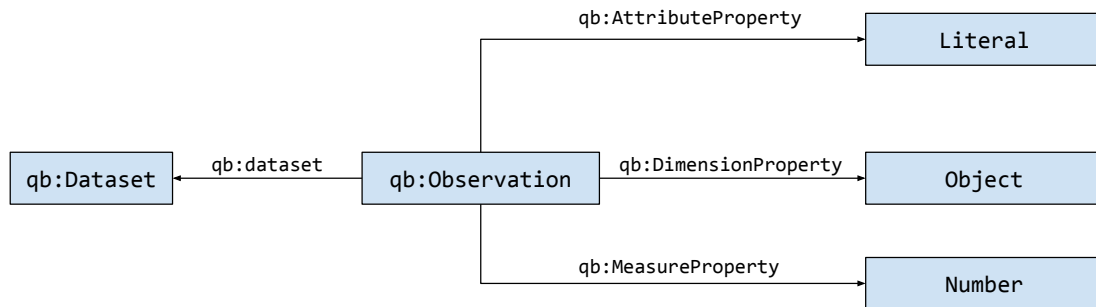 qb:AttributeProperty
Literal
qb:Dataset
qb:dataset
qb:Observation
qb:DimensionProperty
Object
qb:MeasureProperty
Number